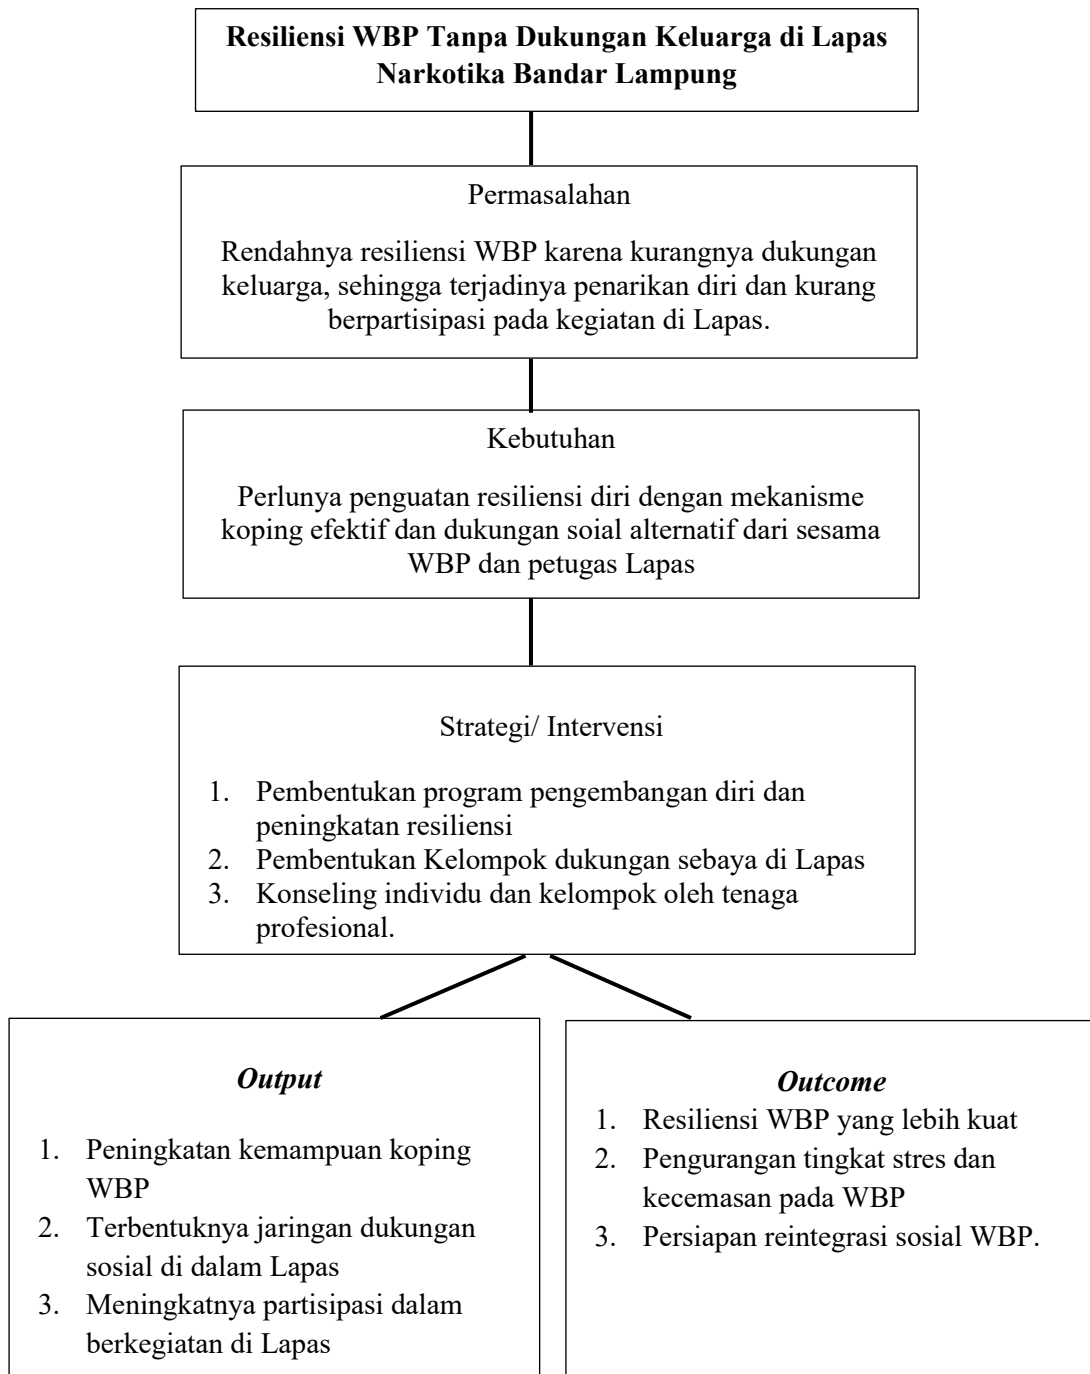 Resiliensi WBP Tanpa Dukungan Keluarga di Lapas
Narkotika Bandar Lampung
Permasalahan
Rendahnya resiliensi WBP karena kurangnya dukungan
keluarga, sehingga terjadinya penarikan diri dan kurang
berpartisipasi pada kegiatan di Lapas.
Kebutuhan
Perlunya penguatan resiliensi diri dengan mekanisme
koping efektif dan dukungan soial alternatif dari sesama
WBP dan petugas Lapas
Strategi/ Intervensi
1. Pembentukan program pengembangan diri dan
peningkatan resiliensi
2. Pembentukan Kelompok dukungan sebaya di Lapas
3. Konseling individu dan kelompok oleh tenaga
profesional.
Output
1. Peningkatan kemampuan koping
WBP
2. Terbentuknya jaringan dukungan
sosial di dalam Lapas
3. Meningkatnya partisipasi dalam
berkegiatan di Lapas
Outcome
1. Resiliensi WBP yang lebih kuat
2. Pengurangan tingkat stres dan
kecemasan pada WBP
3. Persiapan reintegrasi sosial WBP.